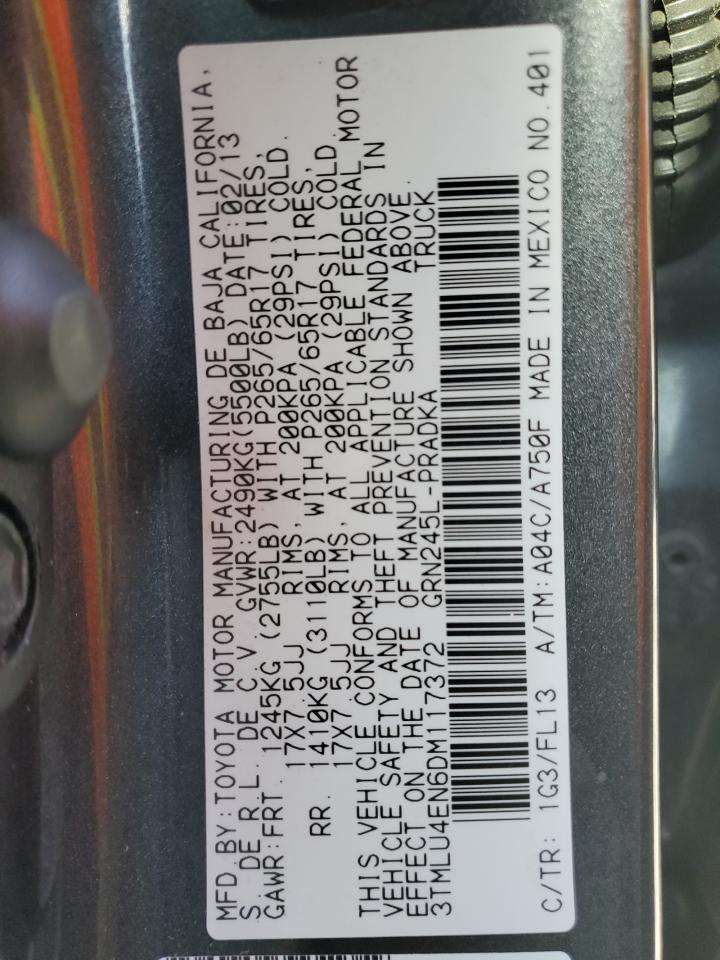 MFD.BY:TOYOTA MOTOR MANUFACTURING DE BAJA CALIFORNIA,
S. DE R.L. DE C.V. GVWR:2490KG(5500LB) DATE:02/13
GAWR:FRT. 1245KG (2755LB) WITH P265/65R17 TIRES,
17X7.5JJ RIMS, AT 200KPA (29PSI) COLD.
RR. 1410KG (3110LB) WITH P265/65R17 TIRES,
17X7.5JJ RIMS, AT 200KPA (29PSI) COLD.
THIS VEHICLE CONFORMS TO ALL APPLICABLE FEDERAL MOTOR
VEHICLE SAFETY AND THEFT PREVENTION STANDARDS IN
EFFECT ON THE DATE OF MANUFACTURE SHOWN ABOVE.
3TMLU4EN6DM117372 GRN245L-PRADKA TRUCK
C/TR: 1G3/FL13 A/TM:A04C/A750F MADE IN MEXICO NO.401